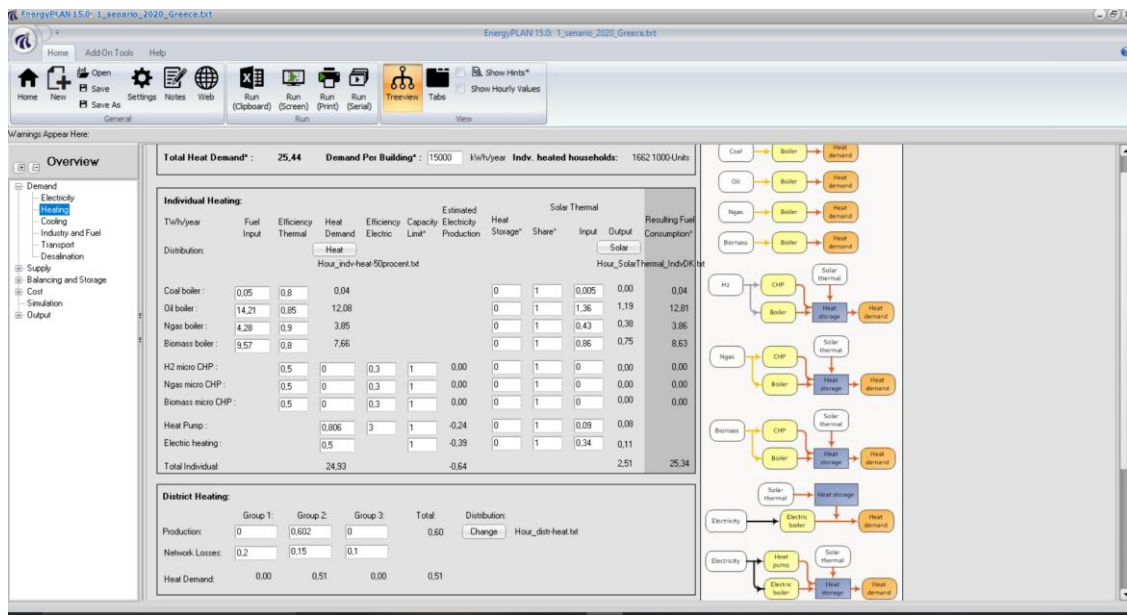 EnergyPLAN 15.0: 1_senario_2020_Greece.txt
EnergyPLAN 15.0: 1_senario_2020_Greece.txt
Home Add-On Tools Help
Home New Open Save Save As Settings Notes Web Run (Clipboard) Run (Screen) Run (Print) Run (Serial) Treeview Tabs Show Hints* Show Hourly Values
General Run View
Warnings Appear Here:
Overview
Demand
Electricity
Heating
Cooling
Industry and Fuel
Transport
Desalination
Supply
Balancing and Storage
Cost
Simulation
Output
Total Heat Demand* : 25,44 Demand Per Building* : 15000 kWh/year Indv. heated households: 1662 1000-Units
Individual Heating:
TWh/year Fuel Input Efficiency Thermal Heat Demand Efficiency Electric Capacity Limit* Estimated Electricity Production Heat Storage* Solar Thermal Share* Input Output Resulting Fuel Consumption*
Distribution: Heat Solar
Hour_indv-heat-50procent.txt Hour_SolarThermal_IndvDK.txt
Coal boiler : 0,05 0,8 0,04 0 1 0,005 0,00 0,04
Oil boiler : 14,21 0,85 12,08 0 1 1,36 1,19 12,81
Ngas boiler : 4,28 0,9 3,85 0 1 0,43 0,38 3,86
Biomass boiler : 9,57 0,8 7,66 0 1 0,86 0,75 8,63
H2 micro CHP : 0,5 0 0,3 1 0,00 0 1 0 0,00 0,00
Ngas micro CHP : 0,5 0 0,3 1 0,00 0 1 0 0,00 0,00
Biomass micro CHP : 0,5 0 0,3 1 0,00 0 1 0 0,00 0,00
Heat Pump : 0,806 3 1 -0,24 0 1 0,09 0,08
Electric heating : 0,5 1 -0,39 0 1 0,34 0,11
Total Individual: 24,93 -0,64 2,51 25,34
District Heating:
Group 1: Group 2: Group 3: Total: Distribution:
Production: 0 0,602 0 0,60 Change Hour_distr-heat.txt
Network Losses: 0,2 0,15 0,1
Heat Demand: 0,00 0,51 0,00 0,51
Coal Boiler Heat demand
Oil Boiler Heat demand
Ngas Boiler Heat demand
Biomass Boiler Heat demand
Solar thermal
H2 CHP
Boiler Heat storage Heat demand
Solar thermal
Ngas CHP
Boiler Heat storage Heat demand
Solar thermal
Biomass CHP
Boiler Heat storage Heat demand
Solar thermal Heat storage
Electricity Electric boiler Heat demand
Electricity Heat pump Solar thermal
Electric boiler Heat storage Heat demand